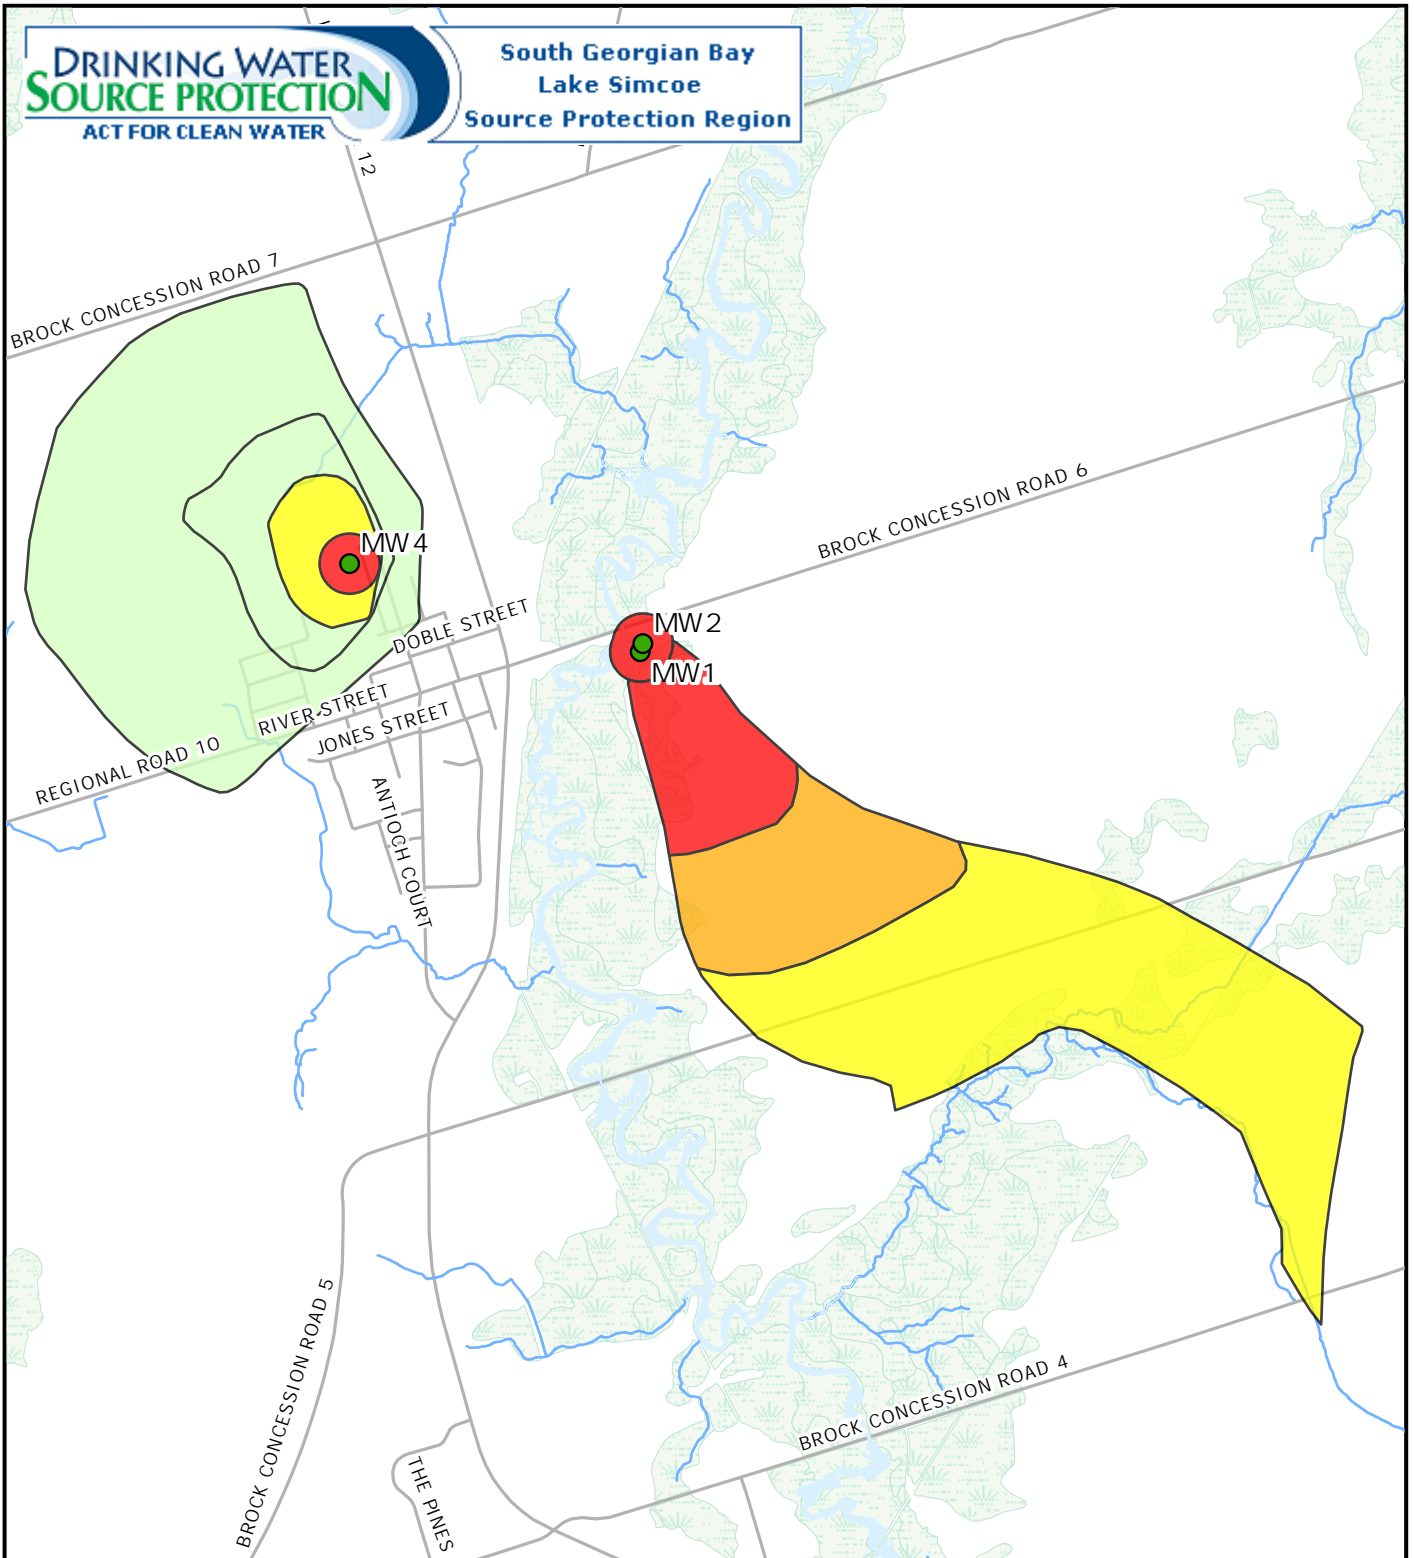 DRINKING WATER
SOURCE PROTECTION
ACT FOR CLEAN WATER
South Georgian Bay
Lake Simcoe
Source Protection Region
12
BROCK CONCESSION ROAD 7
BROCK CONCESSION ROAD 6
MW 4
DOBLE STREET
MW2
MW1
RIVER STREET
JONES STREET
REGIONAL ROAD 10
ANTIOCH COURT
BROCK CONCESSION ROAD 5
BROCK CONCESSION ROAD 4
THE PINES